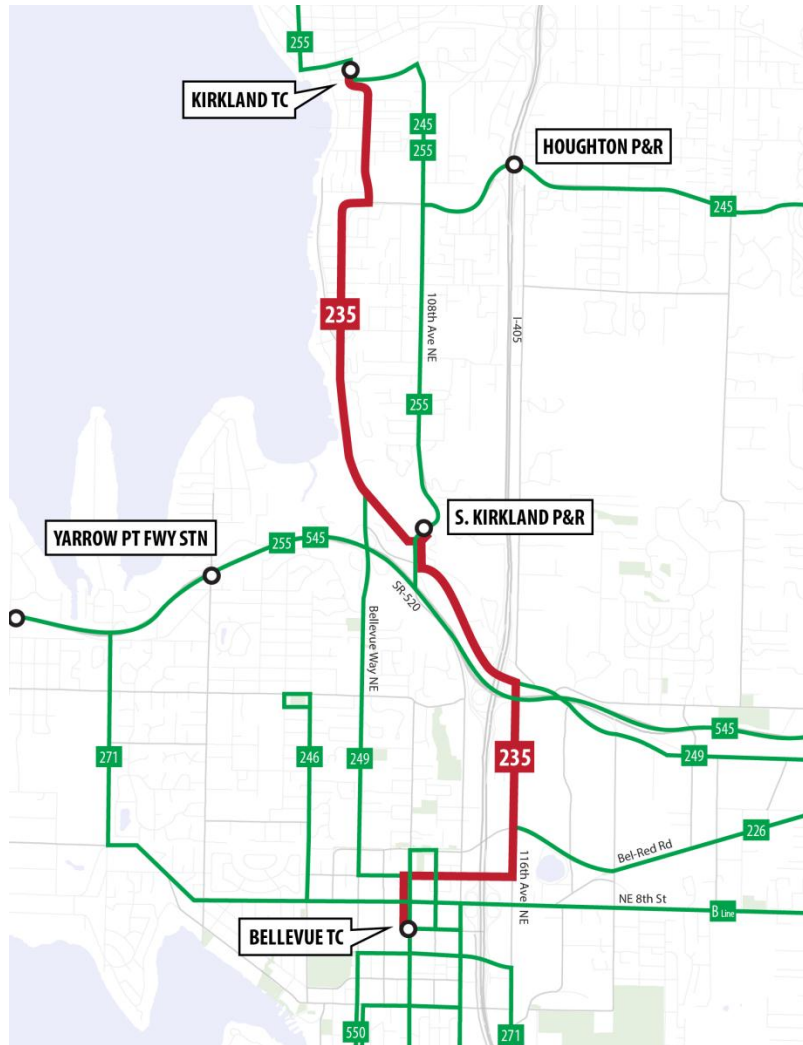 255
KIRKLAND TC
245
255
HOUGHTON P&R
245
235
108th Ave NE
I-405
255
S. KIRKLAND P&R
YARROW PT FWY STN
255
545
SR-520
Bellevue Way NE
545
271
246
249
235
249
226
Bel-Red Rd
116th Ave NE
NE 8th St
B Line
BELLEVUE TC
550
271